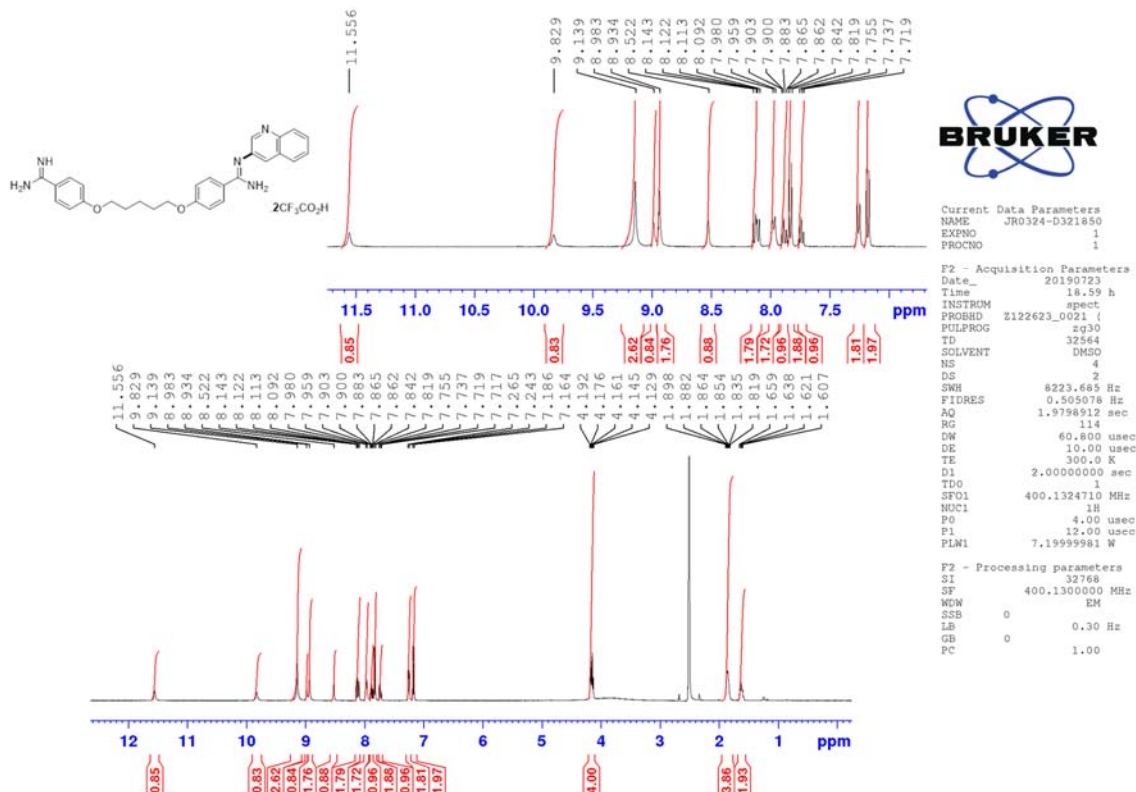 11.556
9.829
9.139
8.983
8.934
8.522
8.143
8.122
8.113
8.092
7.980
7.959
7.903
7.900
7.883
7.865
7.862
7.842
7.819
7.755
7.737
7.719
N
NH
H2N
O
O
N
NH2
2CF3CO2H
11.5 10.5 10.0 9.5 9.0 8.5 8.0 7.5 ppm
0.85
0.83
2.62
0.84
1.76
0.88
1.79
1.72
0.96
1.88
0.96
1.81
1.97
11.556
9.829
9.139
8.983
8.934
8.522
8.143
8.122
8.113
8.092
7.980
7.959
7.903
7.900
7.883
7.865
7.862
7.842
7.819
7.755
7.737
7.719
7.717
7.265
7.243
7.186
7.164
4.192
4.176
4.161
4.145
4.129
1.898
1.882
1.864
1.854
1.835
1.819
1.659
1.638
1.621
1.607
12 11 10 9 8 7 6 5 4 3 2 1 ppm
0.85
0.83
2.62
0.84
1.76
0.88
1.79
1.72
0.96
1.88
0.96
1.81
1.97
4.00
3.86
1.93
BRUKER
Current Data Parameters
NAME JR0324-D321850
EXPNO 1
PROCNO 1
F2 - Acquisition Parameters
Date_ 20190723
Time 18.59 h
INSTRUM spect
PROBHD Z122623_0021 (
PULPROG zg30
TD 32564
SOLVENT DMSO
NS 4
DS 2
SWH 8223.685 Hz
FIDRES 0.505078 Hz
AQ 1.9798912 sec
RG 114
DW 60.800 usec
DE 10.00 usec
TE 300.0 K
D1 2.00000000 sec
TD0 1
SFO1 400.1324710 MHz
NUC1 1H
P0 4.00 usec
P1 12.00 usec
PLW1 7.19999981 W
F2 - Processing parameters
SI 32768
SF 400.1300000 MHz
WDW EM
SSB 0
LB 0.30 Hz
GB 0
PC 1.00